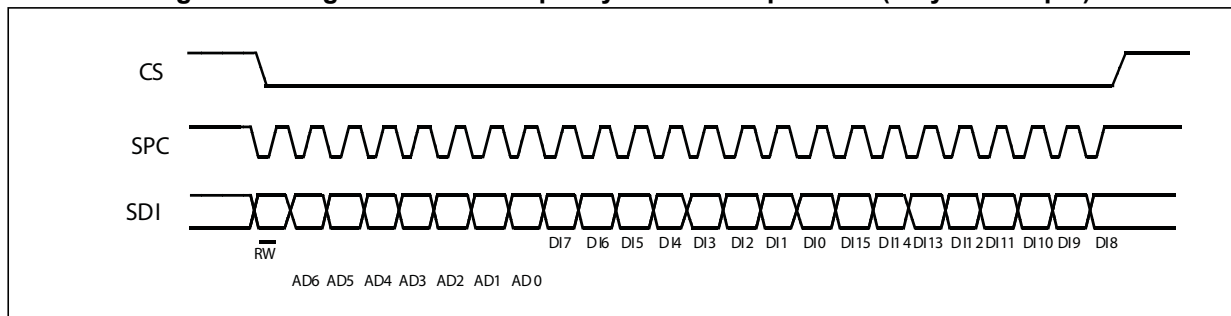 CS
SPC
SDI
RW
DI7 DI6 DI5 DI4 DI3 DI2 DI1 DI0 DI15 DI14 DI13 DI12 DI11 DI10 DI9 DI8
AD6 AD5 AD4 AD3 AD2 AD1 AD0